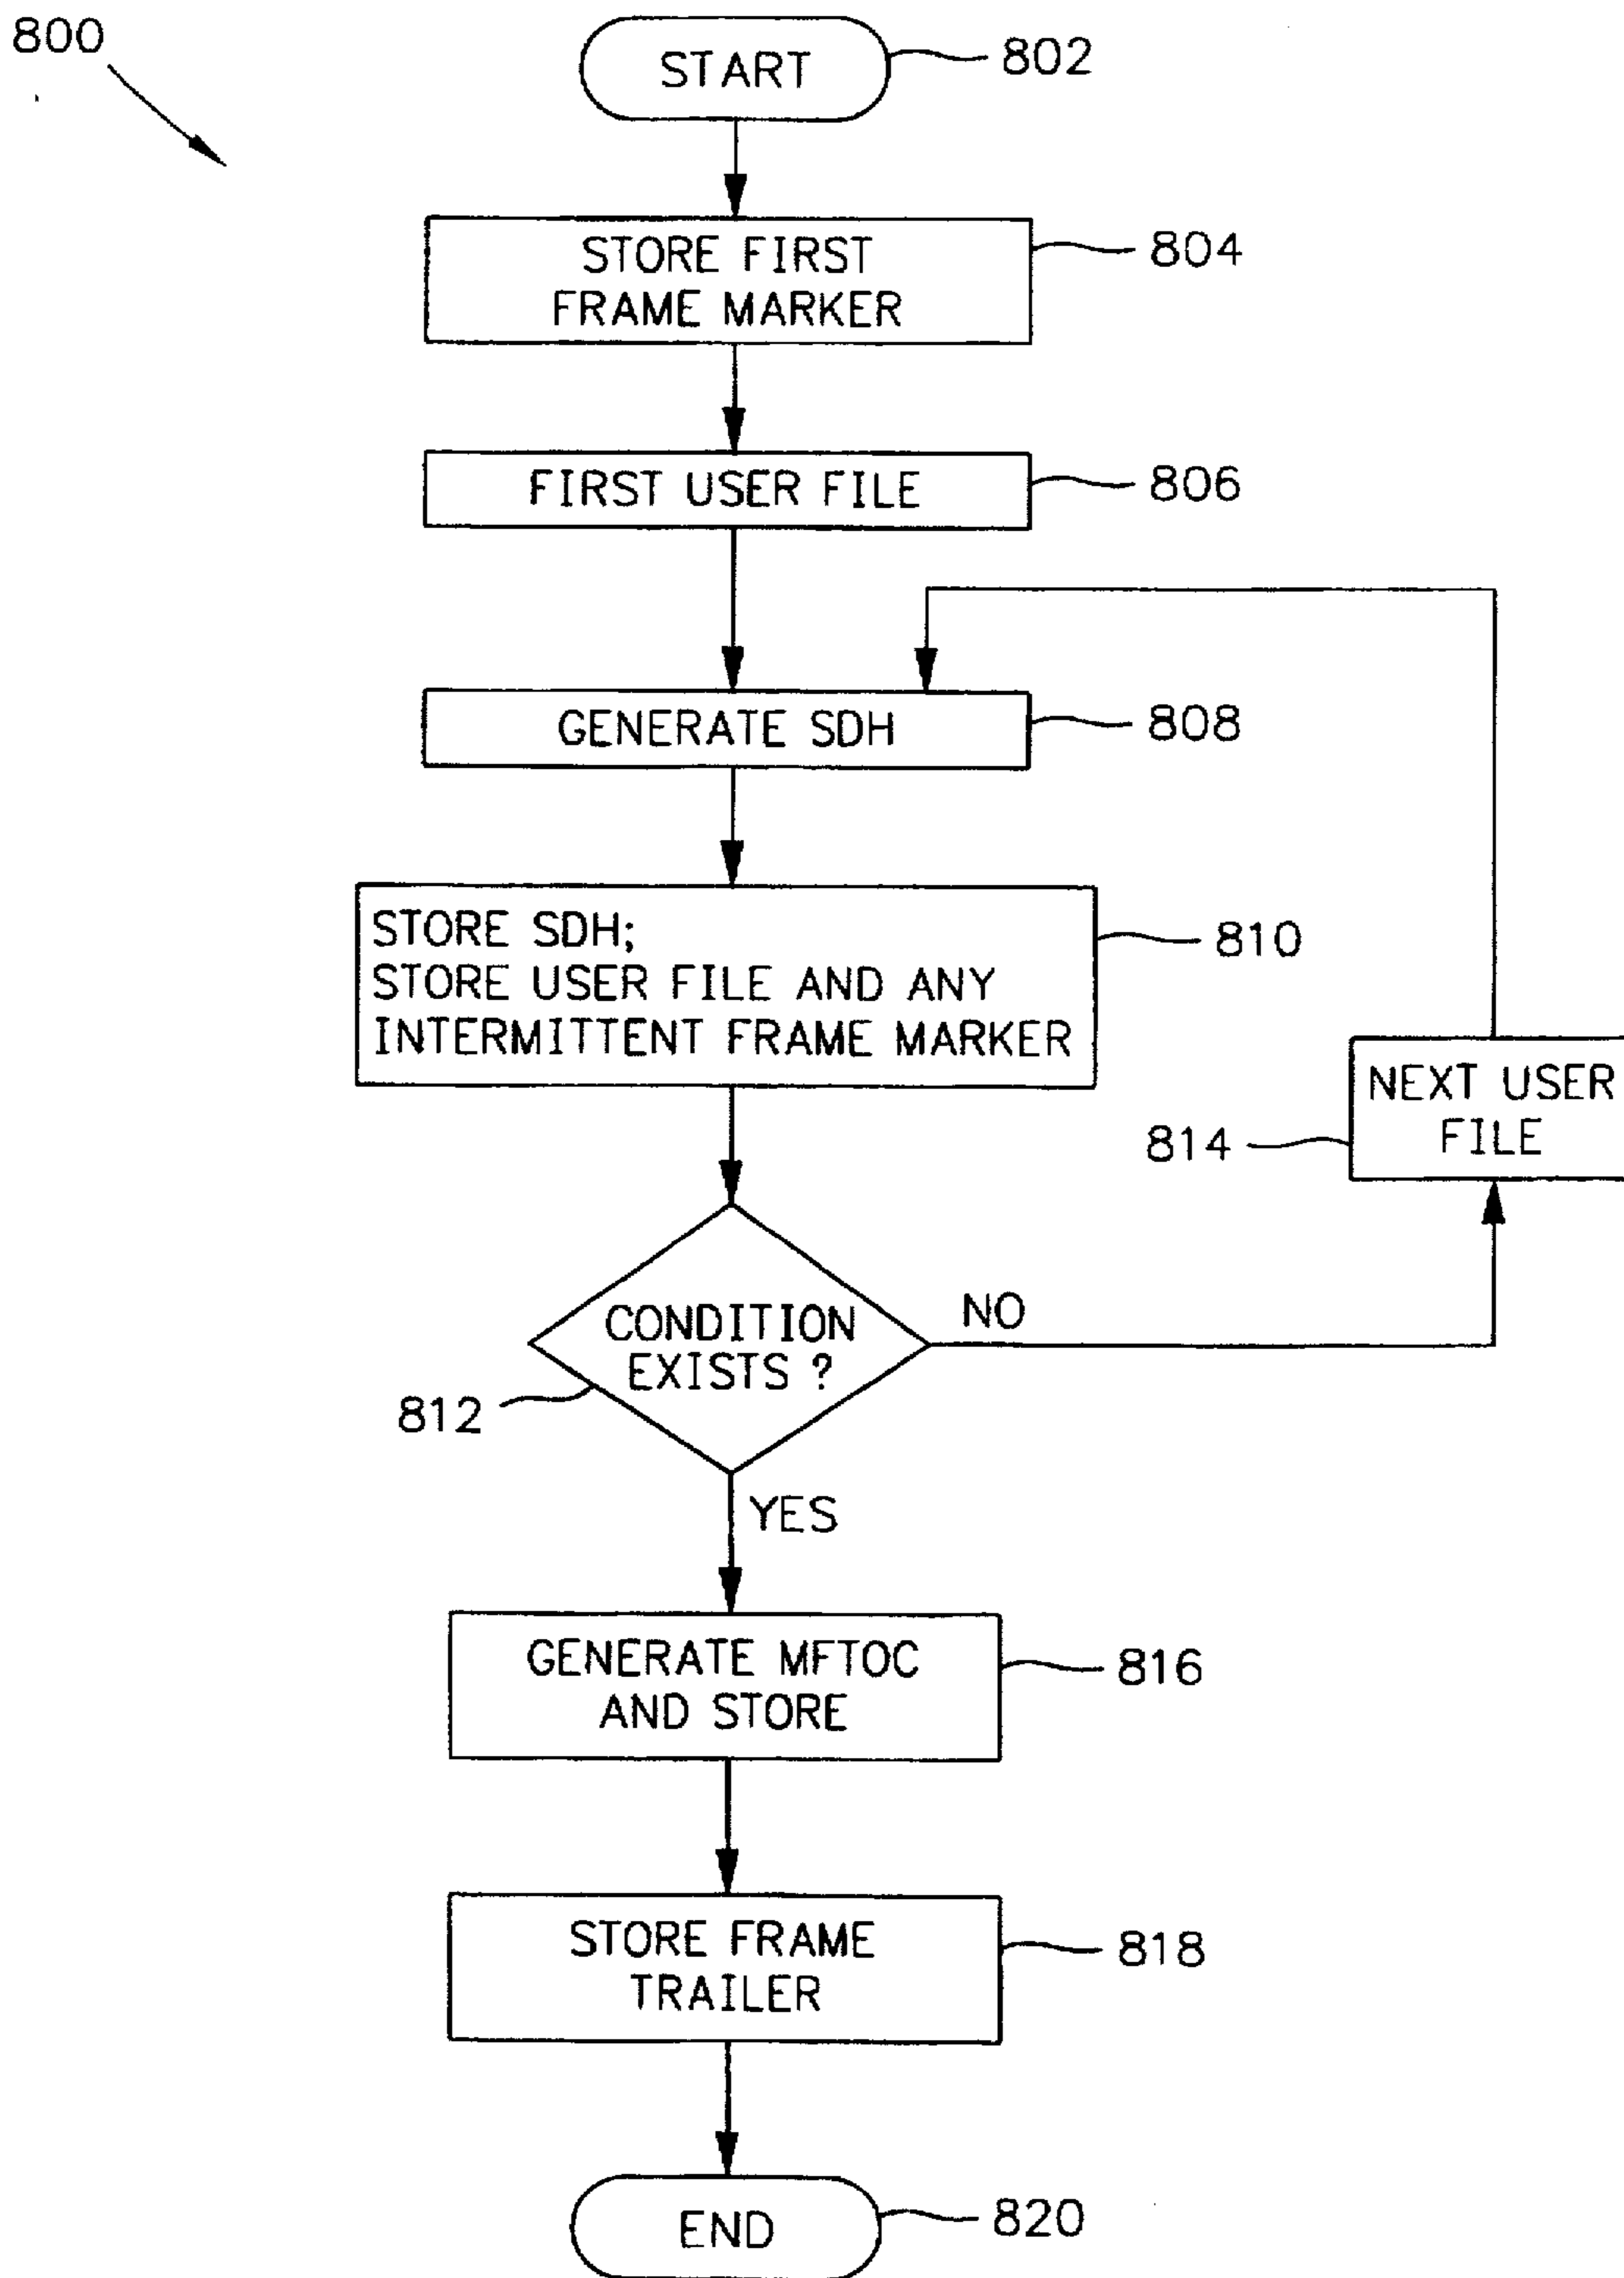 800
START
802
STORE FIRST
FRAME MARKER
804
FIRST USER FILE
806
GENERATE SDH
808
STORE SDH;
STORE USER FILE AND ANY
INTERMITTENT FRAME MARKER
810
NEXT USER
FILE
814
CONDITION
EXISTS ?
NO
812
YES
GENERATE MFTOC
AND STORE
816
STORE FRAME
TRAILER
818
END
820